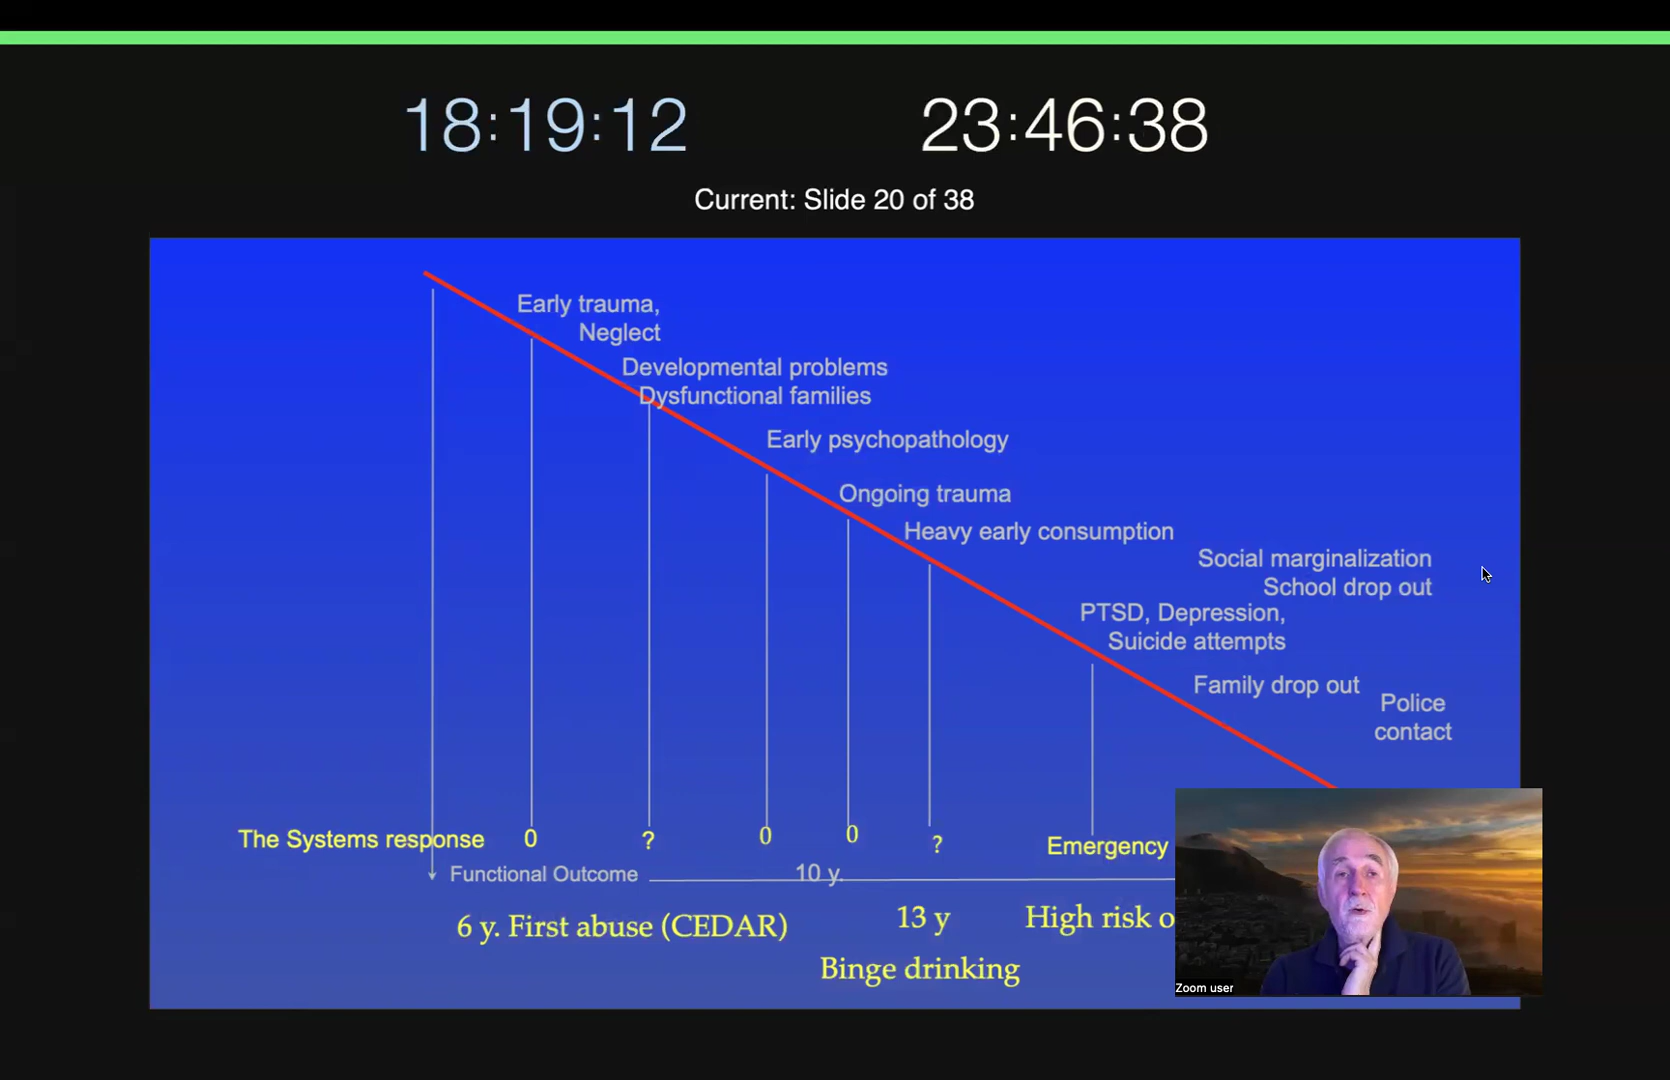 18:19:12
23:46:38
Current: Slide 20 of 38
Early trauma,
Neglect
Developmental problems
Dysfunctional families
Early psychopathology
Ongoing trauma
Heavy early consumption
Social marginalization
School drop out
PTSD, Depression,
Suicide attempts
Family drop out
Police
contact
The Systems response
0
?
0
0
?
Emergency
Functional Outcome
10 y.
6 y. First abuse (CEDAR)
13 y
High risk o
Binge drinking
Zoom user